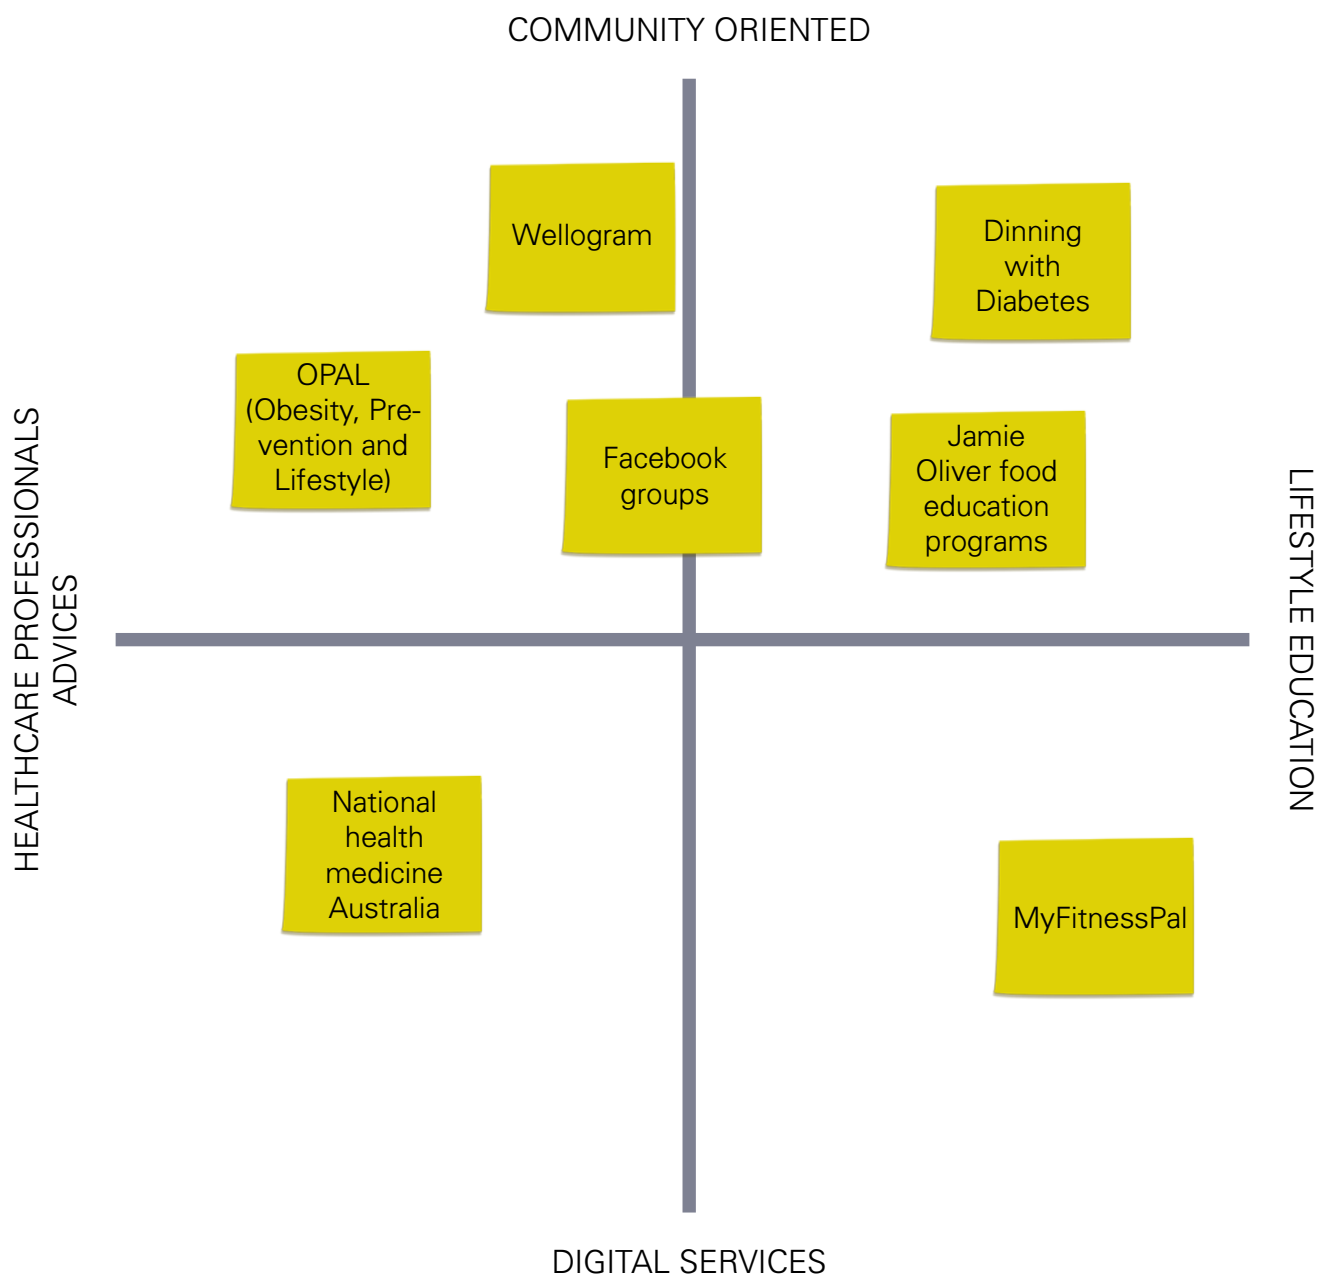 COMMUNITY ORIENTED
Wellogram
Dinning
with
Diabetes
OPAL
(Obesity, Pre-
vention and
Lifestyle)
Facebook
groups
Jamie
Oliver food
education
programs
HEALTHCARE PROFESSIONALS
ADVICES
LIFESTYLE EDUCATION
National
health
medicine
Australia
MyFitnessPal
DIGITAL SERVICES